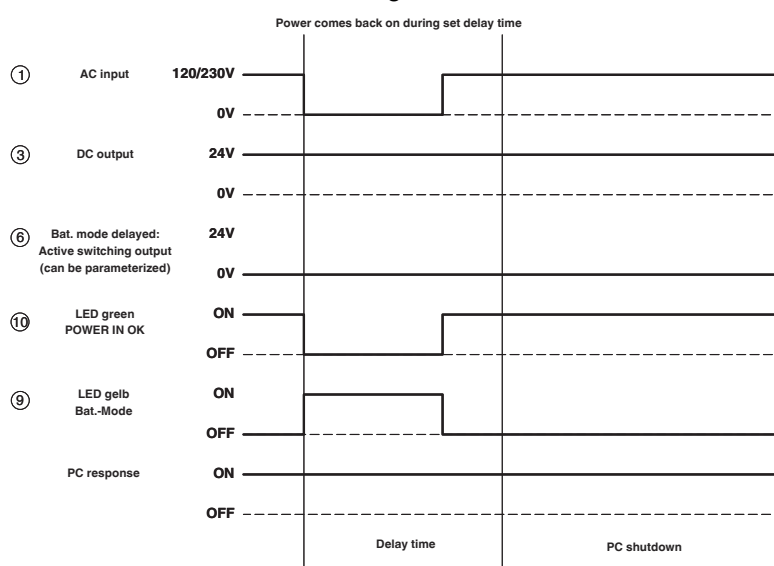 Power comes back on during set delay time
① AC input 120/230V
0V
③ DC output 24V
0V
⑥ Bat. mode delayed: 24V
Active switching output
(can be parameterized) 0V
⑩ LED green ON
POWER IN OK
OFF
⑨ LED gelb ON
Bat.-Mode
OFF
PC response ON
OFF
Delay time PC shutdown